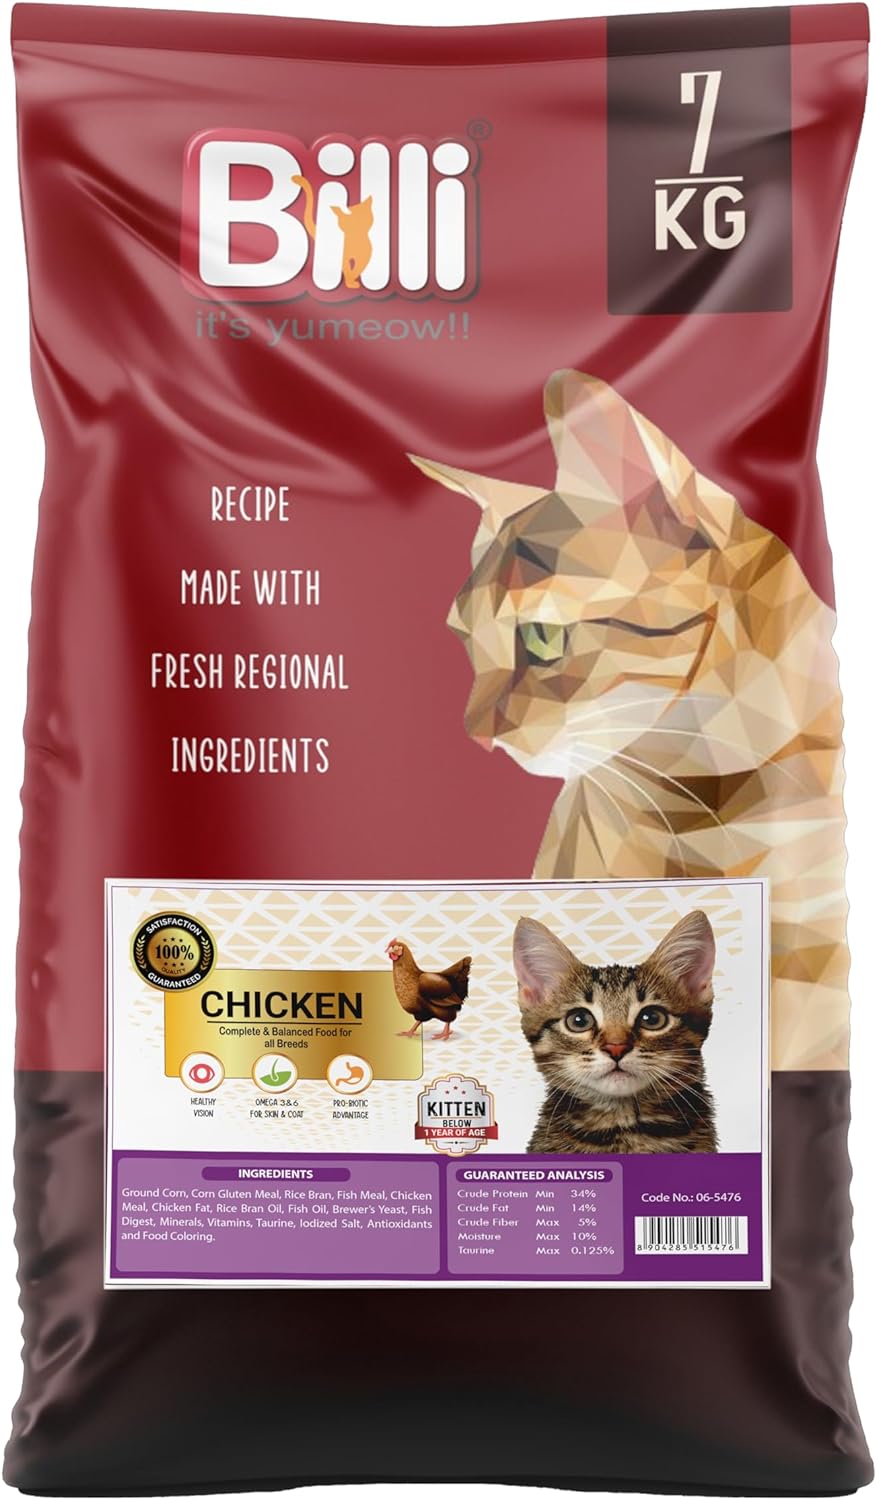 7
KG
Billi®
it's yumeow!!
RECIPE
MADE WITH
FRESH REGIONAL
INGREDIENTS
SATISFACTION
100%
QUALITY
GUARANTEED
CHICKEN
Complete & Balanced Food for
all Breeds
HEALTHY
VISION
OMEGA 3&6
FOR SKIN & COAT
PRO-BIOTIC
ADVANTAGE
KITTEN
BELOW
1 YEAR OF AGE
INGREDIENTS
Ground Corn, Corn Gluten Meal, Rice Bran, Fish Meal, Chicken
Meal, Chicken Fat, Rice Bran Oil, Fish Oil, Brewer's Yeast, Fish
Digest, Minerals, Vitamins, Taurine, Iodized Salt, Antioxidants
and Food Coloring.
GUARANTEED ANALYSIS
Crude Protein Min 34%
Crude Fat Min 14%
Crude Fiber Max 5%
Moisture Max 10%
Taurine Max 0.125%
Code No.: 06-5476
8 904285 515476